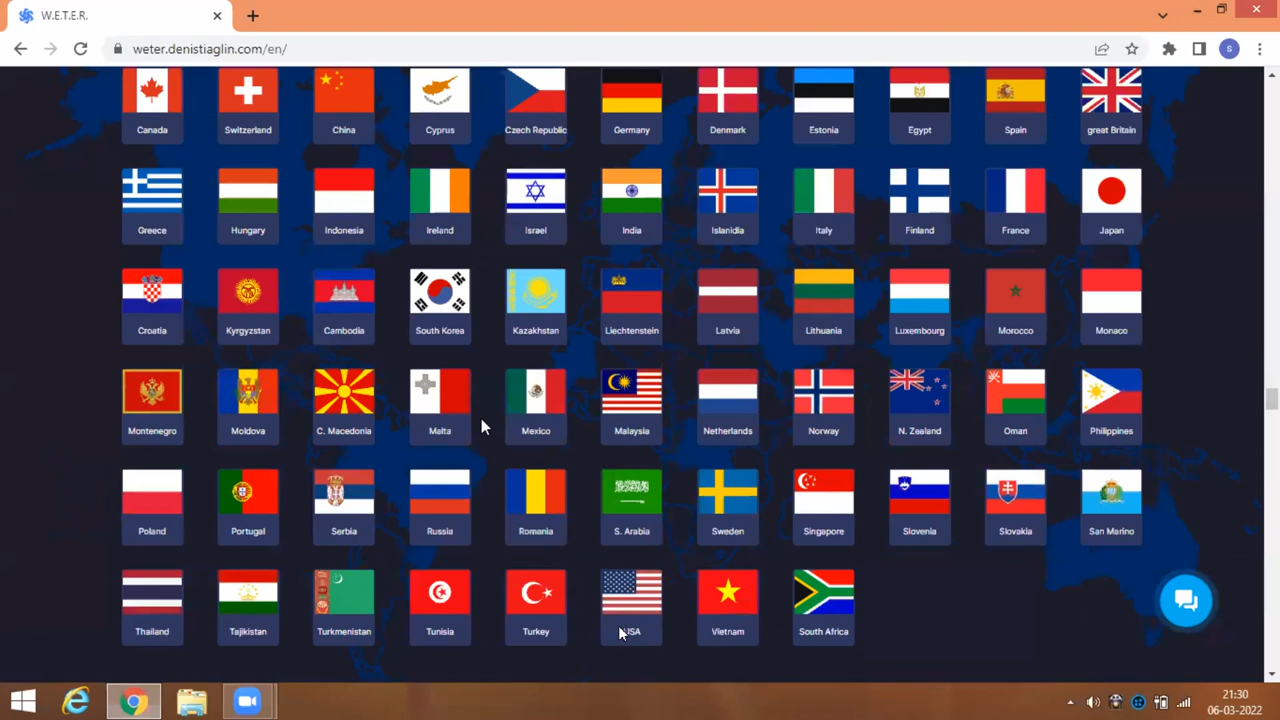 W.E.T.E.R.
weter.denistiaglin.com/en/
S
Canada Switzerland China Cyprus Czech Republic Germany Denmark Estonia Egypt Spain great Britain
Greece Hungary Indonesia Ireland Israel India Islanidia Italy Finland France Japan
Croatia Kyrgyzstan Cambodia South Korea Kazakhstan Liechtenstein Latvia Lithuania Luxembourg Morocco Monaco
Montenegro Moldova C. Macedonia Malta Mexico Malaysia Netherlands Norway N. Zealand Oman Philippines
Poland Portugal Serbia Russia Romania S. Arabia Sweden Singapore Slovenia Slovakia San Marino
Thailand Tajikistan Turkmenistan Tunisia Turkey USA Vietnam South Africa
21:30
06-03-2022